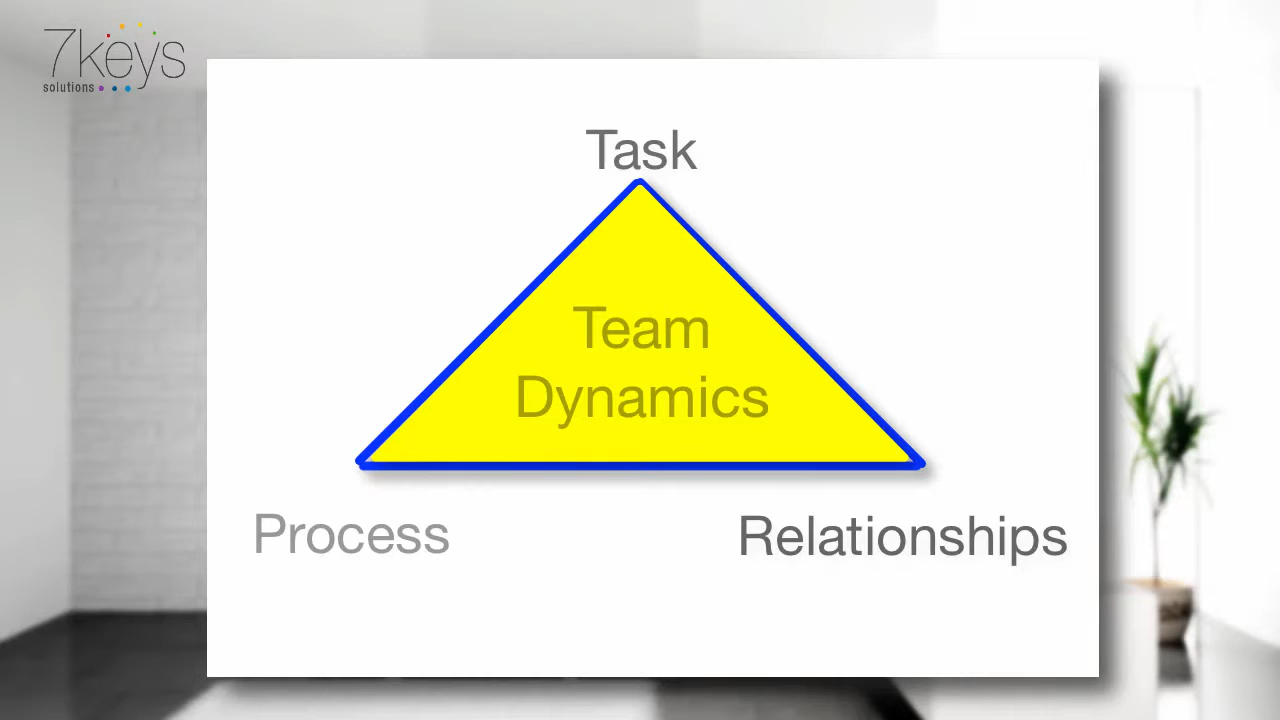 7keys
solutions
Task
Team
Dynamics
Process
Relationships